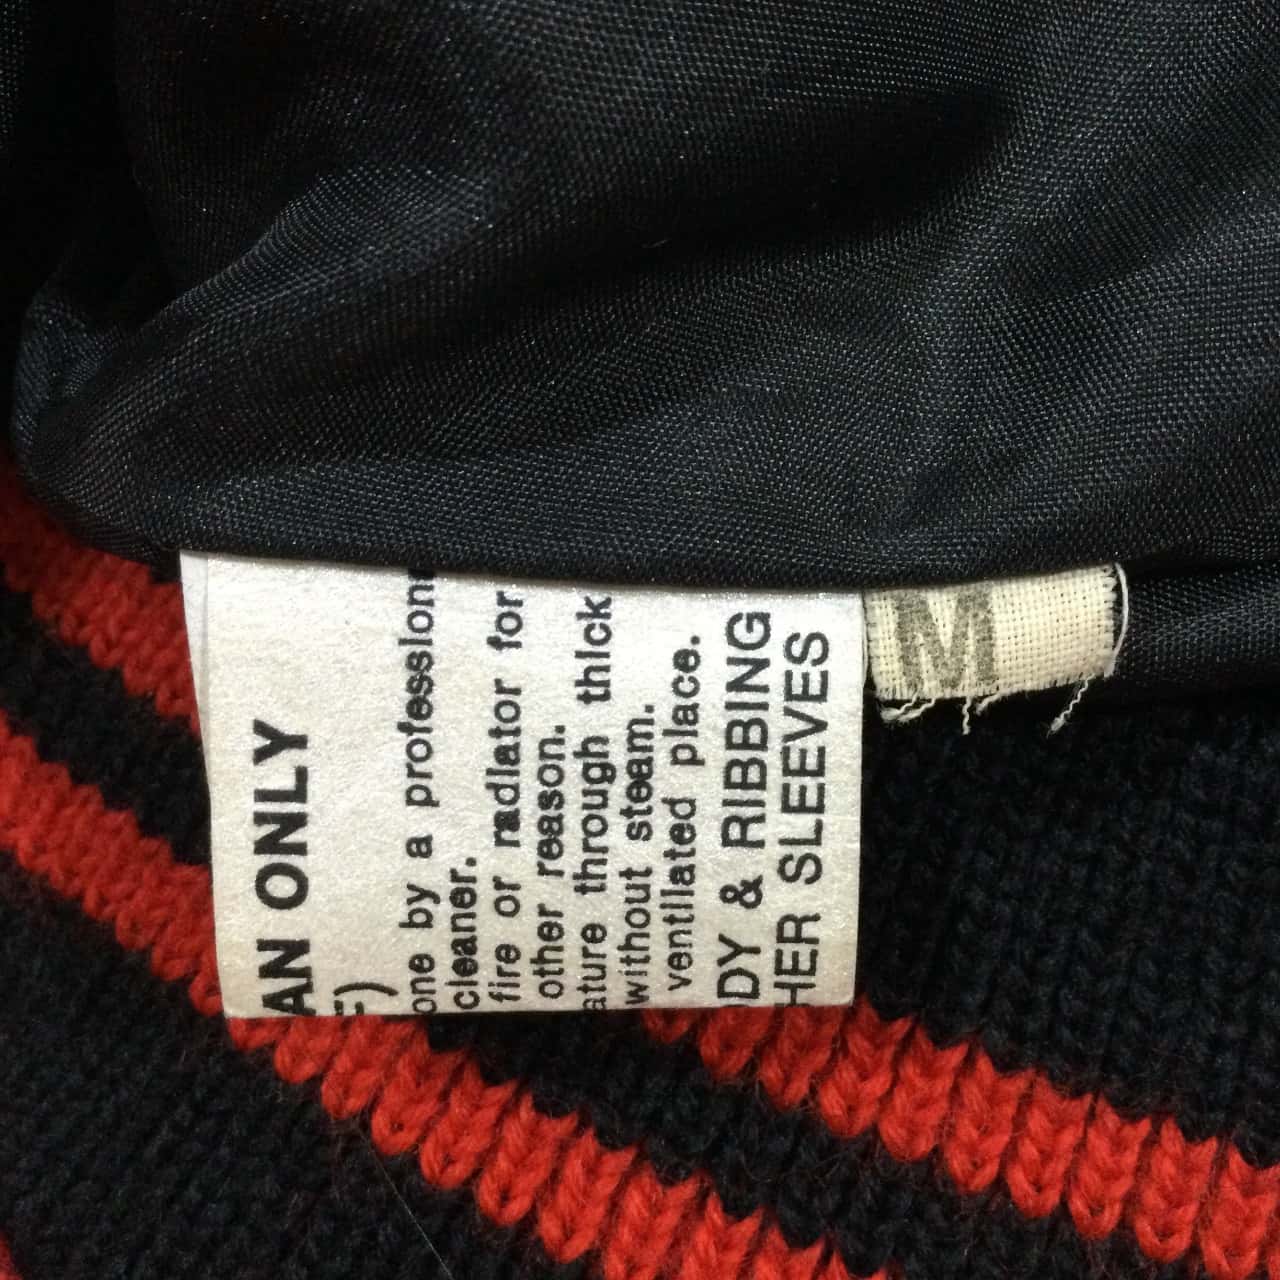 AN ONLY
F)
one by a profession
cleaner.
fire or radiator for
other reason.
ature through thick
without steam.
ventilated place.
DY & RIBBING
HER SLEEVES
M